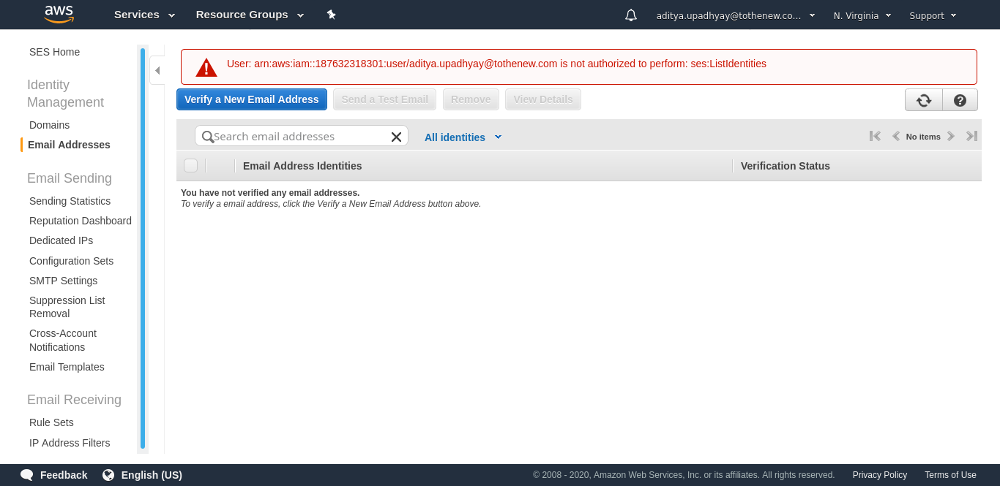 aws Services Resource Groups aditya.upadhyay@tothenew.co... N. Virginia Support
SES Home
Identity
Management
Domains
Email Addresses
Email Sending
Sending Statistics
Reputation Dashboard
Dedicated IPs
Configuration Sets
SMTP Settings
Suppression List
Removal
Cross-Account
Notifications
Email Templates
Email Receiving
Rule Sets
IP Address Filters
User: arn:aws:iam::187632318301:user/aditya.upadhyay@tothenew.com is not authorized to perform: ses:ListIdentities
Verify a New Email Address Send a Test Email Remove View Details
Search email addresses All identities No items
Email Address Identities Verification Status
You have not verified any email addresses.
To verify a email address, click the Verify a New Email Address button above.
Feedback English (US) © 2008 - 2020, Amazon Web Services, Inc. or its affiliates. All rights reserved. Privacy Policy Terms of Use